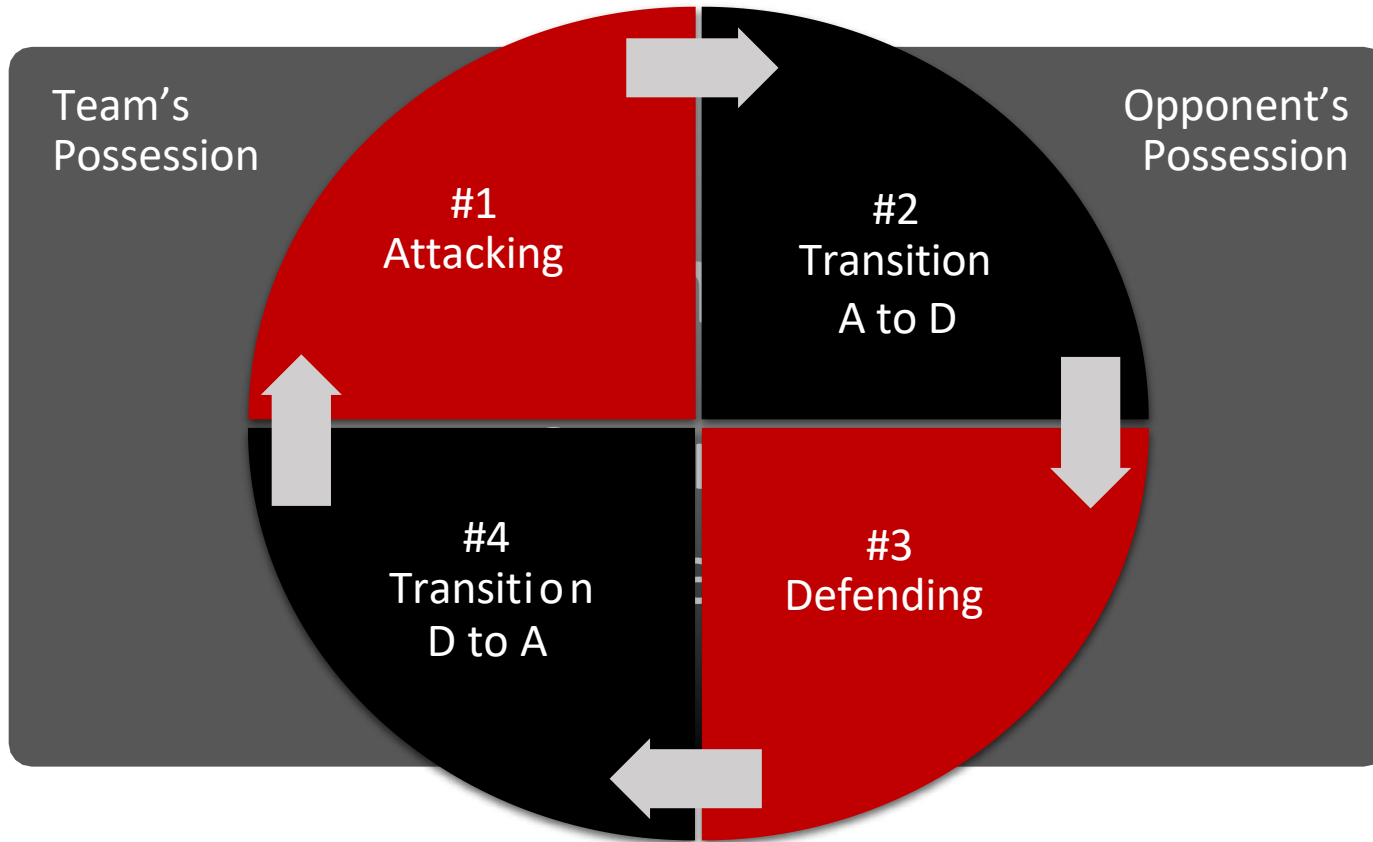 Team’s
Possession
Opponent’s
Possession
#1
Attacking
#2
Transition
A to D
#3
Defending
#4
Transition
D to A